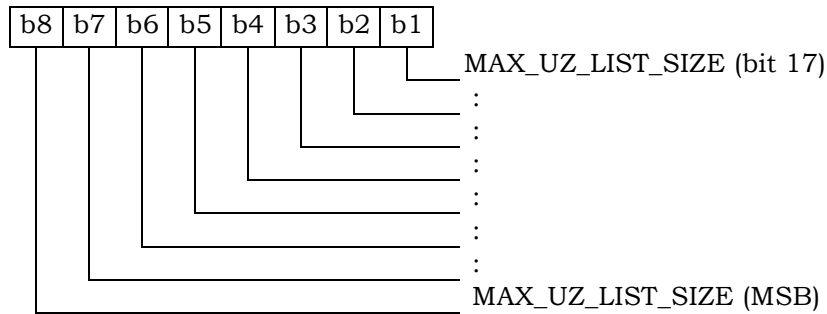 b8 b7 b6 b5 b4 b3 b2 b1
MAX_UZ_LIST_SIZE (bit 17)
:
:
:
:
:
:
MAX_UZ_LIST_SIZE (MSB)